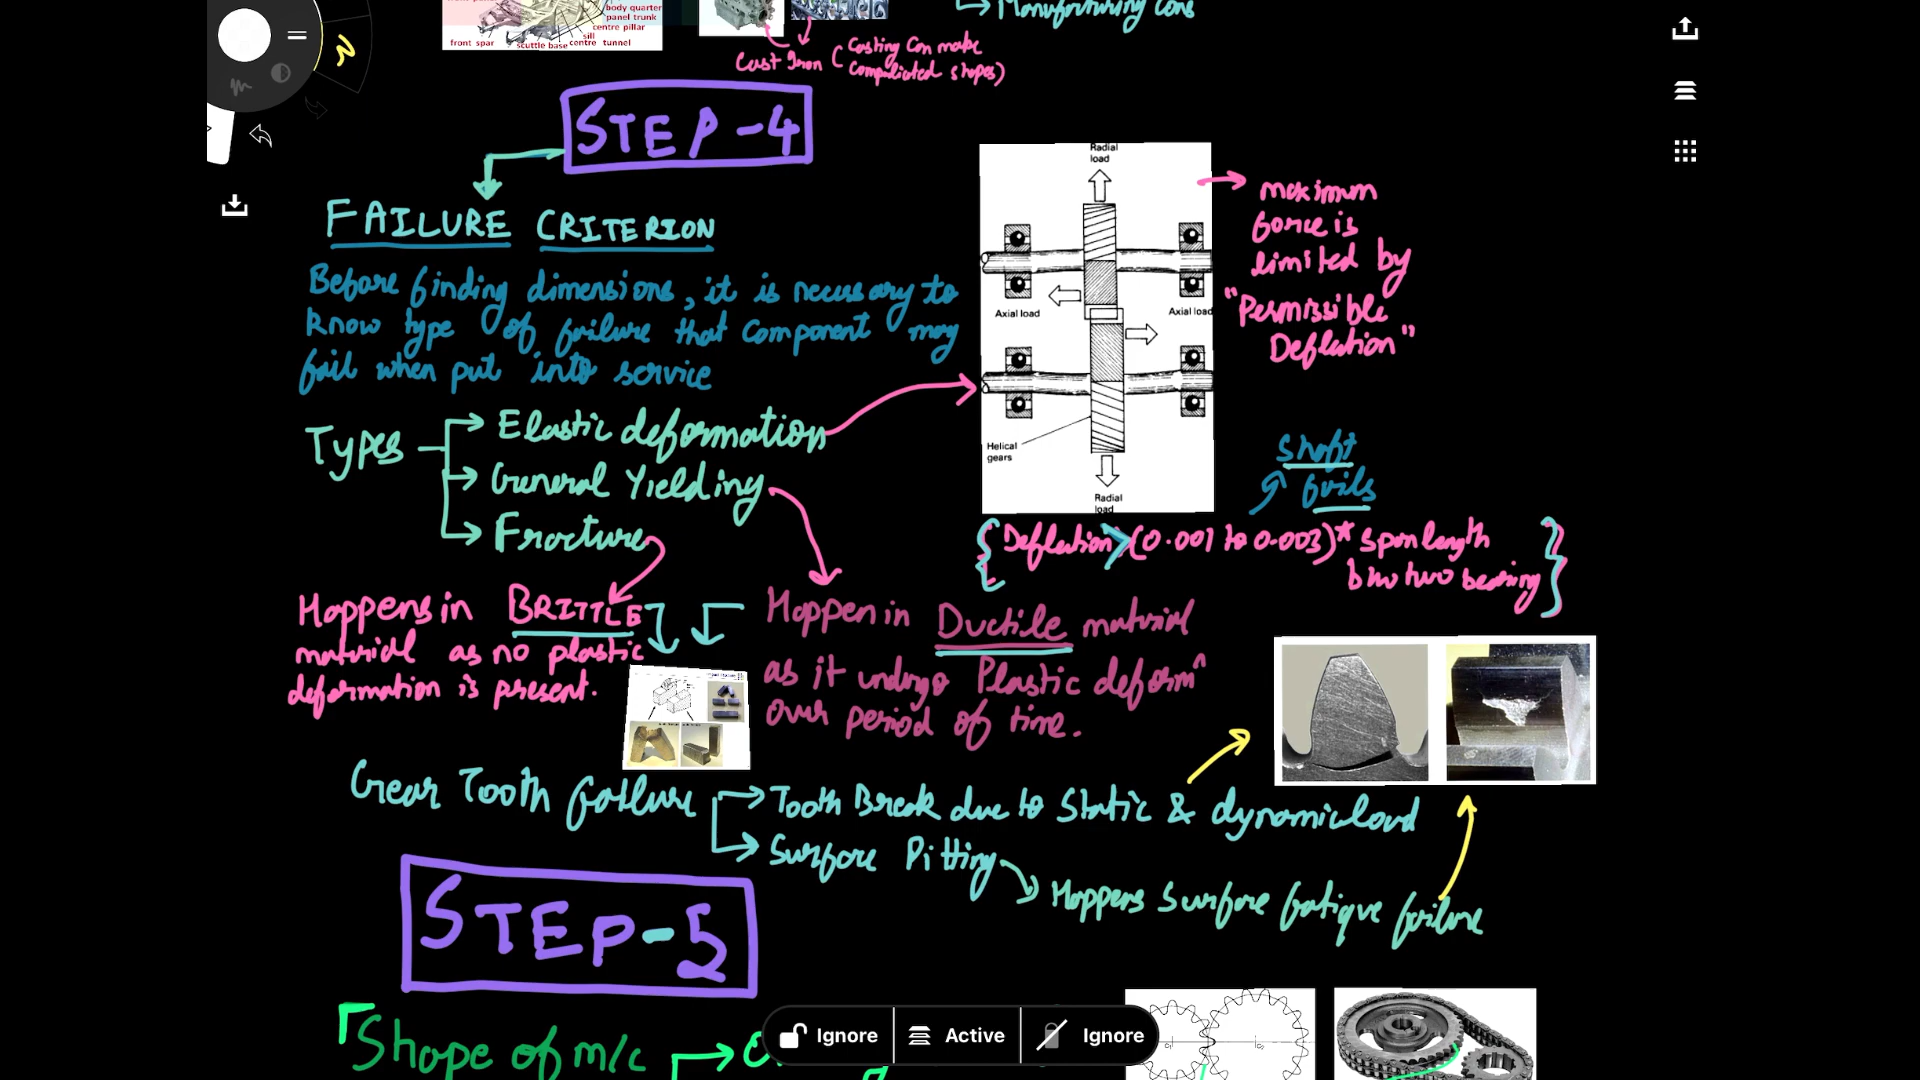 body quarter
panel trunk
centre pillar
sill
front spar
scuttle base
centre tunnel
Manufacturing Cons
Cast Iron (Casting Can make
Complicated shapes)
STEP-4
FAILURE CRITERION
Before finding dimensions, it is necessary to
know type of failure that component may
fail when put into service
Types
Elastic deformation
General Yielding
Fracture
Radial
load
Axial load
Axial load
Helical
gears
Radial
load
maximum
force is
limited by
"Permissible
Deflation"
shaft
fails
{Deflation > (0.001 to 0.003)* span length
b/w two bearing}
Happens in BRITTLE
material as no plastic
deformation is present.
Happen in Ductile material
as it undergo Plastic deformⁿ
over period of time.
Gear Tooth failure
Tooth Break due to Static & dynamic load
Surface Pitting
Happens Surface fatigue failure
STEP-5
Shape of m/c
Ignore
Active
Ignore